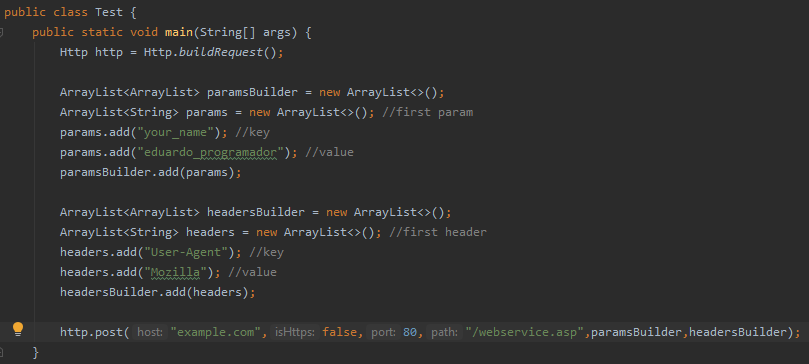 public class Test {
public static void main(String[] args) {
Http http = Http.buildRequest();
ArrayList<ArrayList> paramsBuilder = new ArrayList<>();
ArrayList<String> params = new ArrayList<>(); //first param
params.add("your_name"); //key
params.add("eduardo_programador"); //value
paramsBuilder.add(params);
ArrayList<ArrayList> headersBuilder = new ArrayList<>();
ArrayList<String> headers = new ArrayList<>(); //first header
headers.add("User-Agent"); //key
headers.add("Mozilla"); //value
headersBuilder.add(headers);
http.post( host: "example.com", isHttps: false, port: 80, path: "/webservice.asp",paramsBuilder,headersBuilder);
}